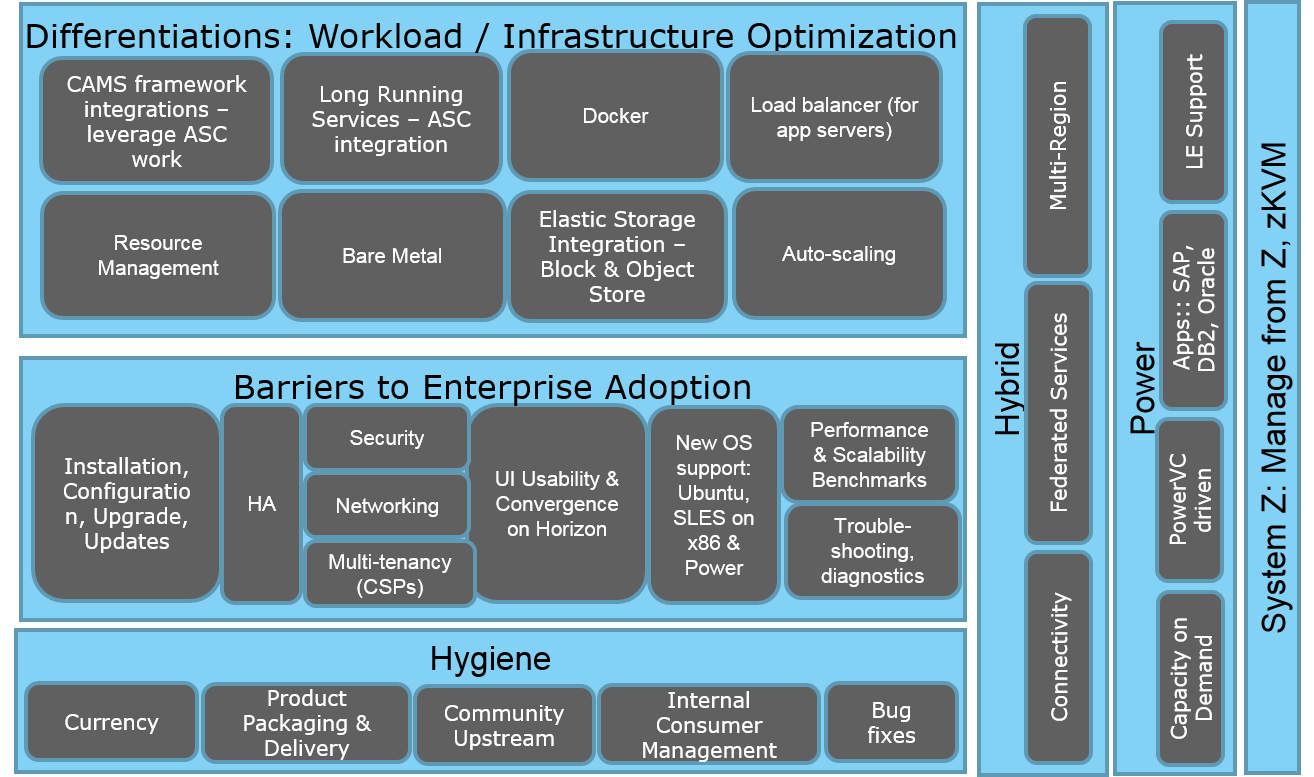 Differentiations: Workload / Infrastructure Optimization
CAMS framework
integrations –
leverage ASC
work
Long Running
Services – ASC
integration
Docker
Load balancer (for
app servers)
Resource
Management
Bare Metal
Elastic Storage
Integration –
Block & Object
Store
Auto-scaling
Barriers to Enterprise Adoption
Installation,
Configuratio
n, Upgrade,
Updates
HA
Security
Networking
Multi-tenancy
(CSPs)
UI Usability &
Convergence
on Horizon
New OS
support:
Ubuntu,
SLES on
x86 &
Power
Performance
& Scalability
Benchmarks
Trouble-
shooting,
diagnostics
Hygiene
Currency
Product
Packaging &
Delivery
Community
Upstream
Internal
Consumer
Management
Bug
fixes
Hybrid
Multi-Region
Federated Services
Connectivity
Power
LE Support
Apps:: SAP,
DB2, Oracle
PowerVC
driven
Capacity on
Demand
System Z: Manage from Z, zKVM